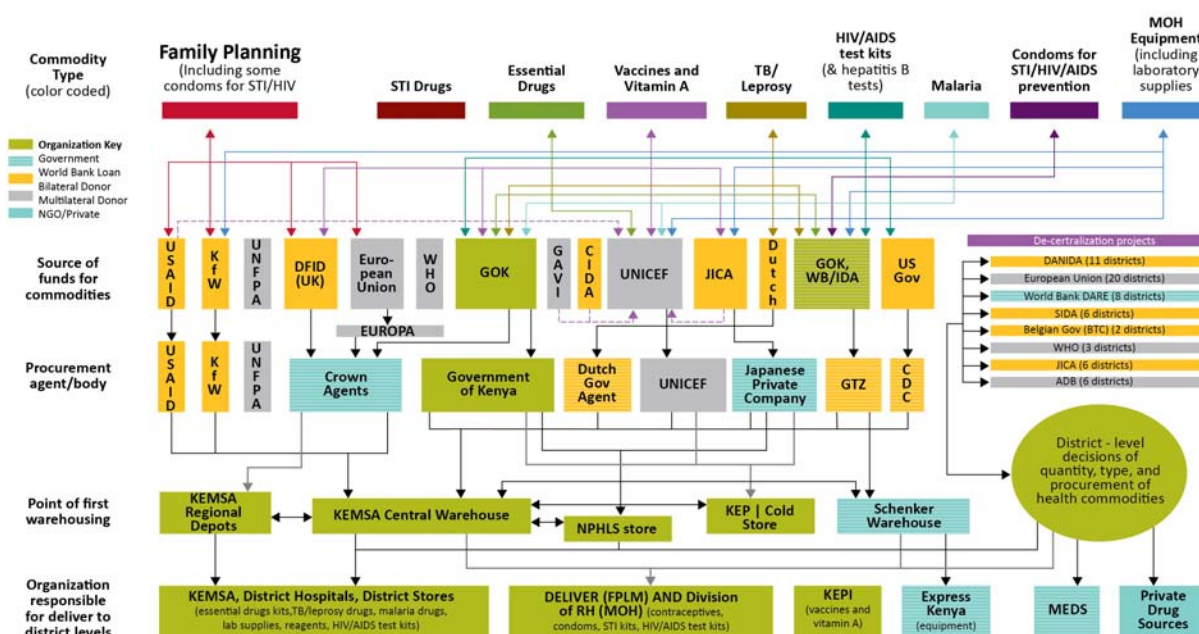 Commodity
Type
(color coded)
Family Planning
(Including some
condoms for STI/HIV
STI Drugs
Essential
Drugs
Vaccines and
Vitamin A
TB/
Leprosy
HIV/AIDS
test kits
(& hepatitis B
tests)
Malaria
Condoms for
STI/HIV/AIDS
prevention
MOH
Equipment
(including
laboratory
supplies
Organization Key
Government
World Bank Loan
Bilateral Donor
Multilateral Donor
NGO/Private
Source of
funds for
commodities
USAID
KfW
UNFPA
DFID
(UK)
Euro-
pean
Union
WHO
GOK
GAVI
CIDA
UNICEF
JICA
Dutch
GOK,
WB/IDA
US
Gov
EUROPA
De-centralization projects
DANIDA (11 districts)
European Union (20 districts)
World Bank DARE (8 districts)
SIDA (6 districts)
Belgian Gov (BTC) (2 districts)
WHO (3 districts)
JICA (6 districts)
ADB (6 districts)
Procurement
agent/body
USAID
KfW
UNFPA
Crown
Agents
Government
of Kenya
Dutch
Gov
Agent
UNICEF
Japanese
Private
Company
GTZ
CDC
District - level
decisions of
quantity, type, and
procurement of
health commodities
Point of first
warehousing
KEMSA
Regional
Depots
KEMSA Central Warehouse
NPHLS store
KEP | Cold
Store
Schenker
Warehouse
Organization
responsible
for deliver to
district levels
KEMSA, District Hospitals, District Stores
(essential drugs kits,TB/leprosy drugs, malaria drugs,
lab supplies, reagents, HIV/AIDS test kits)
DELIVER (FPLM) AND Division
of RH (MOH) (contraceptives,
condoms, STI kits, HIV/AIDS test kits)
KEPI
(vaccines and
vitamin A)
Express
Kenya
(equipment)
MEDS
Private
Drug
Sources